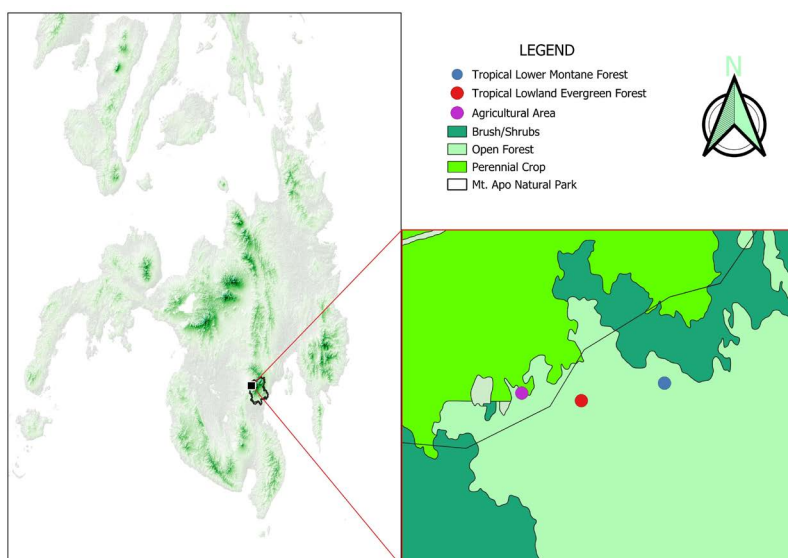 LEGEND
Tropical Lower Montane Forest
Tropical Lowland Evergreen Forest
Agricultural Area
Brush/Shrubs
Open Forest
Perennial Crop
Mt. Apo Natural Park
N